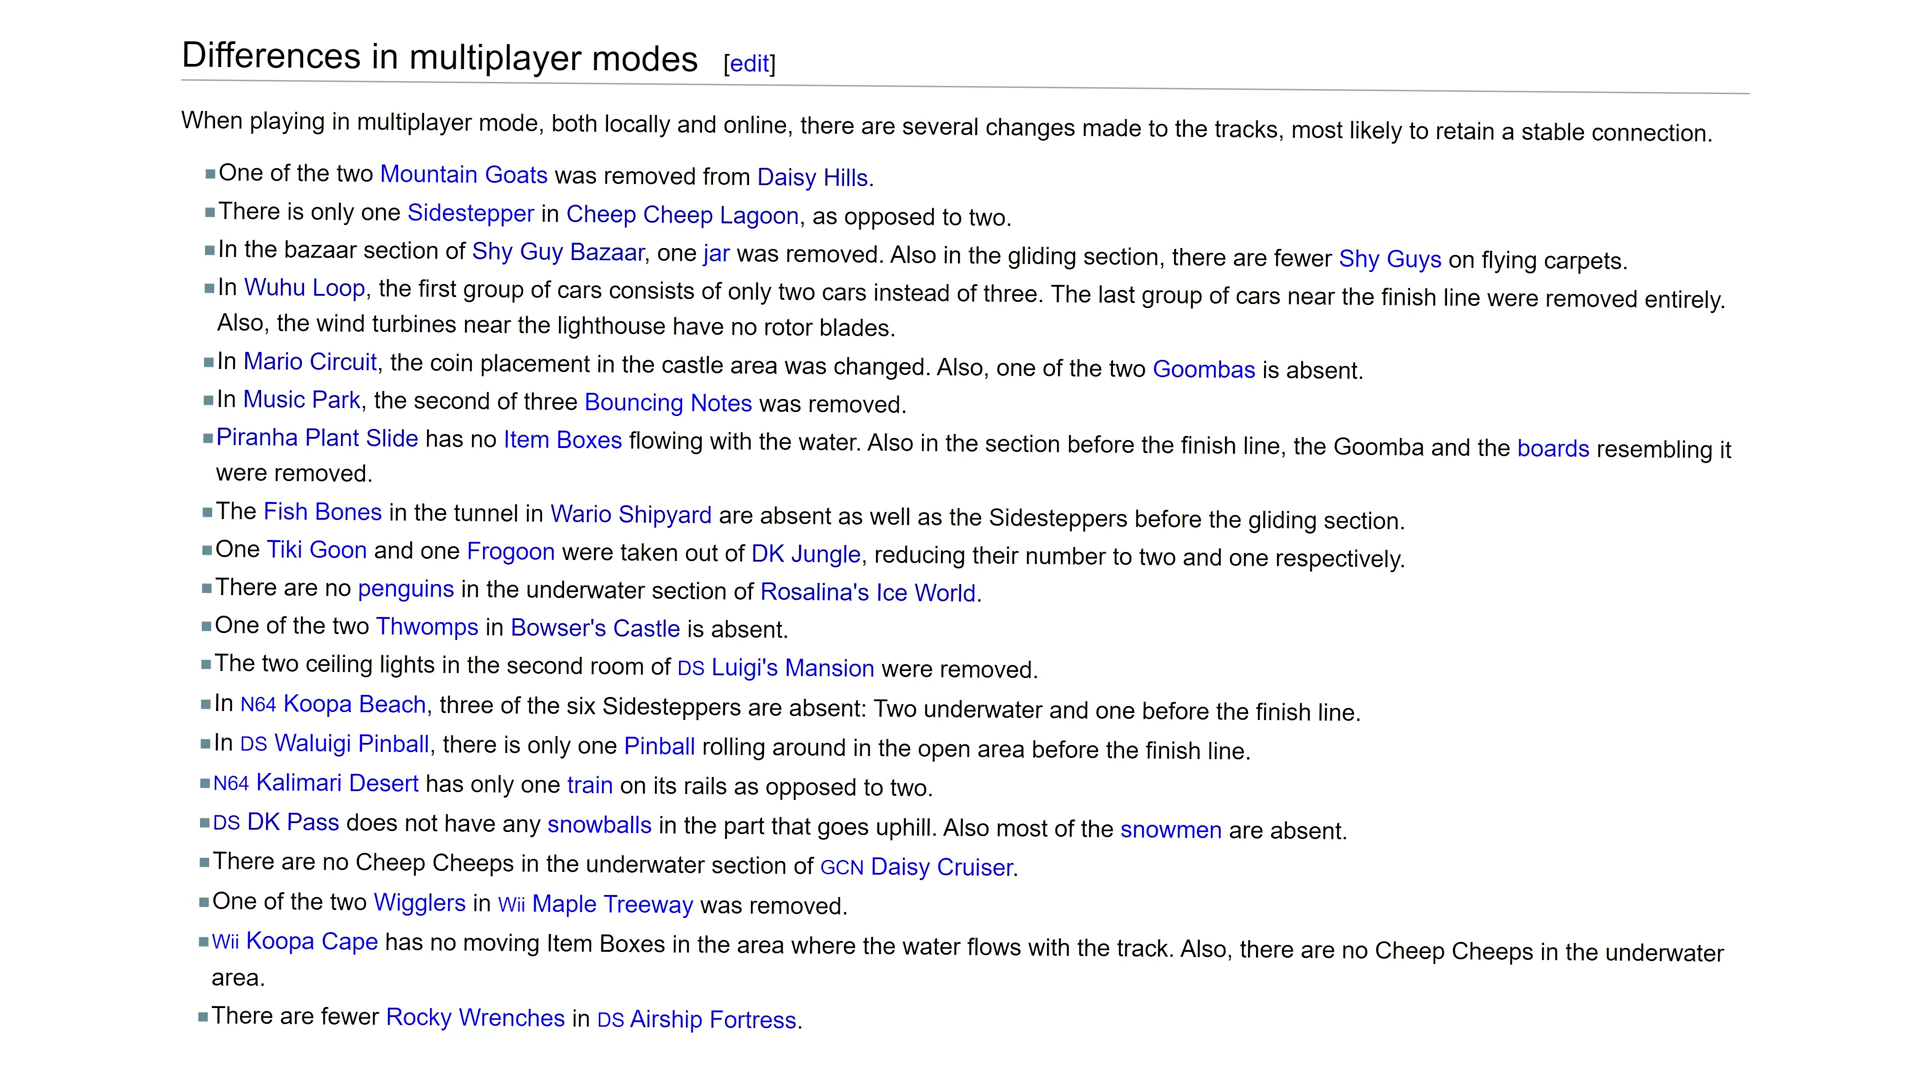 Differences in multiplayer modes [edit]
When playing in multiplayer mode, both locally and online, there are several changes made to the tracks, most likely to retain a stable connection.
One of the two Mountain Goats was removed from Daisy Hills.
There is only one Sidestepper in Cheep Cheep Lagoon, as opposed to two.
In the bazaar section of Shy Guy Bazaar, one jar was removed. Also in the gliding section, there are fewer Shy Guys on flying carpets.
In Wuhu Loop, the first group of cars consists of only two cars instead of three. The last group of cars near the finish line were removed entirely.
Also, the wind turbines near the lighthouse have no rotor blades.
In Mario Circuit, the coin placement in the castle area was changed. Also, one of the two Goombas is absent.
In Music Park, the second of three Bouncing Notes was removed.
Piranha Plant Slide has no Item Boxes flowing with the water. Also in the section before the finish line, the Goomba and the boards resembling it
were removed.
The Fish Bones in the tunnel in Wario Shipyard are absent as well as the Sidesteppers before the gliding section.
One Tiki Goon and one Frogoon were taken out of DK Jungle, reducing their number to two and one respectively.
There are no penguins in the underwater section of Rosalina's Ice World.
One of the two Thwomps in Bowser's Castle is absent.
The two ceiling lights in the second room of DS Luigi's Mansion were removed.
In N64 Koopa Beach, three of the six Sidesteppers are absent: Two underwater and one before the finish line.
In DS Waluigi Pinball, there is only one Pinball rolling around in the open area before the finish line.
N64 Kalimari Desert has only one train on its rails as opposed to two.
DS DK Pass does not have any snowballs in the part that goes uphill. Also most of the snowmen are absent.
There are no Cheep Cheeps in the underwater section of GCN Daisy Cruiser.
One of the two Wigglers in Wii Maple Treeway was removed.
Wii Koopa Cape has no moving Item Boxes in the area where the water flows with the track. Also, there are no Cheep Cheeps in the underwater
area.
There are fewer Rocky Wrenches in DS Airship Fortress.